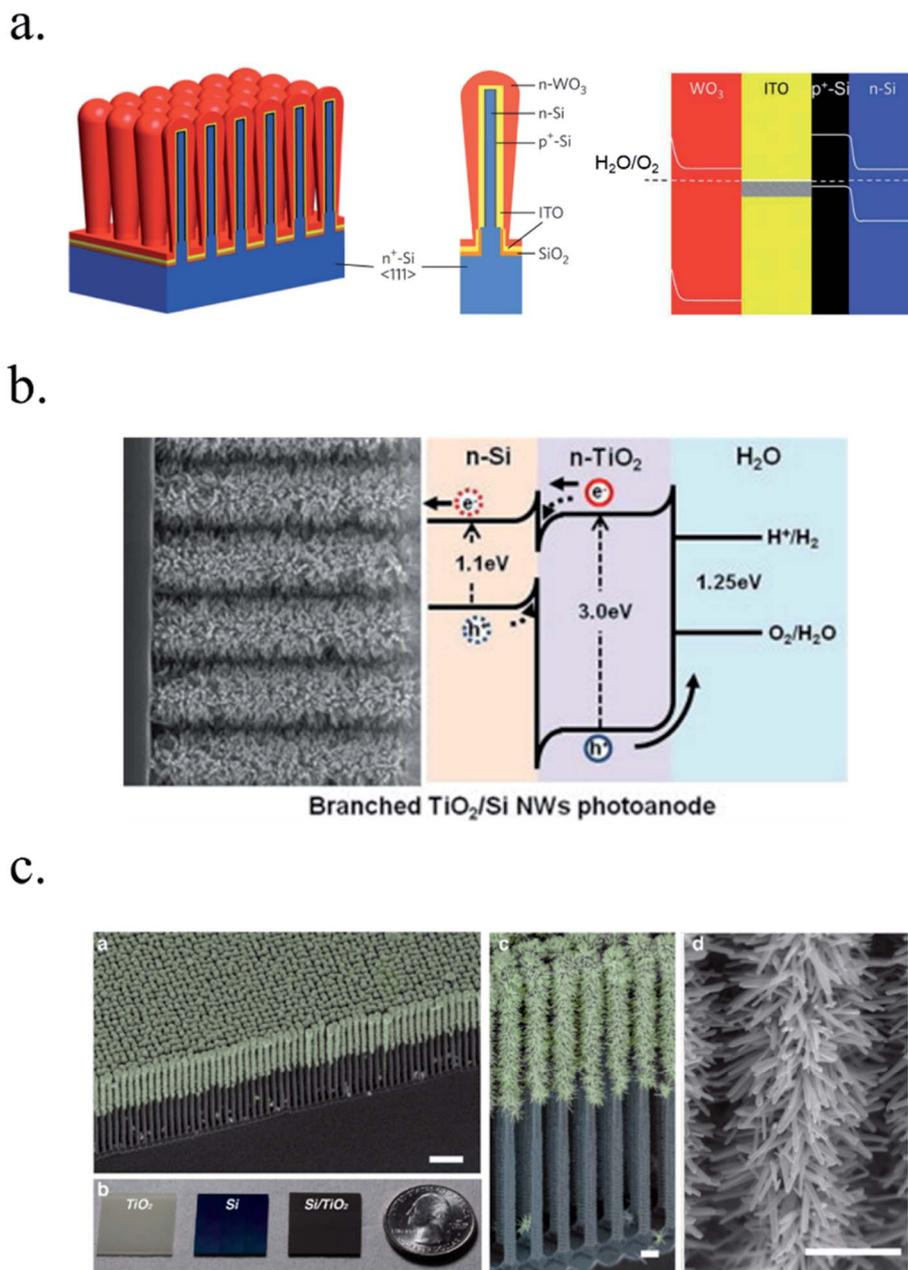 a.
n-WO₃
n-Si
p⁺-Si
ITO
SiO₂
n⁺-Si
<111>
WO₃ ITO p⁺-Si n-Si
H₂O/O₂
b.
n-Si n-TiO₂ H₂O
e⁻ e⁻
H⁺/H₂
1.1eV 1.25eV
3.0eV
h⁺ O₂/H₂O
h⁺
Branched TiO₂/Si NWs photoanode
c.
a c d
b TiO₂ Si Si/TiO₂